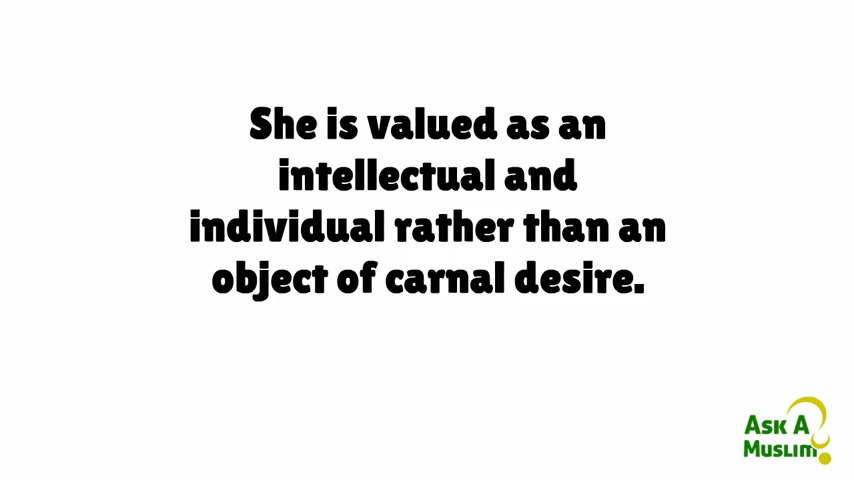 She is valued as an
intellectual and
individual rather than an
object of carnal desire.
Ask A
Muslim?